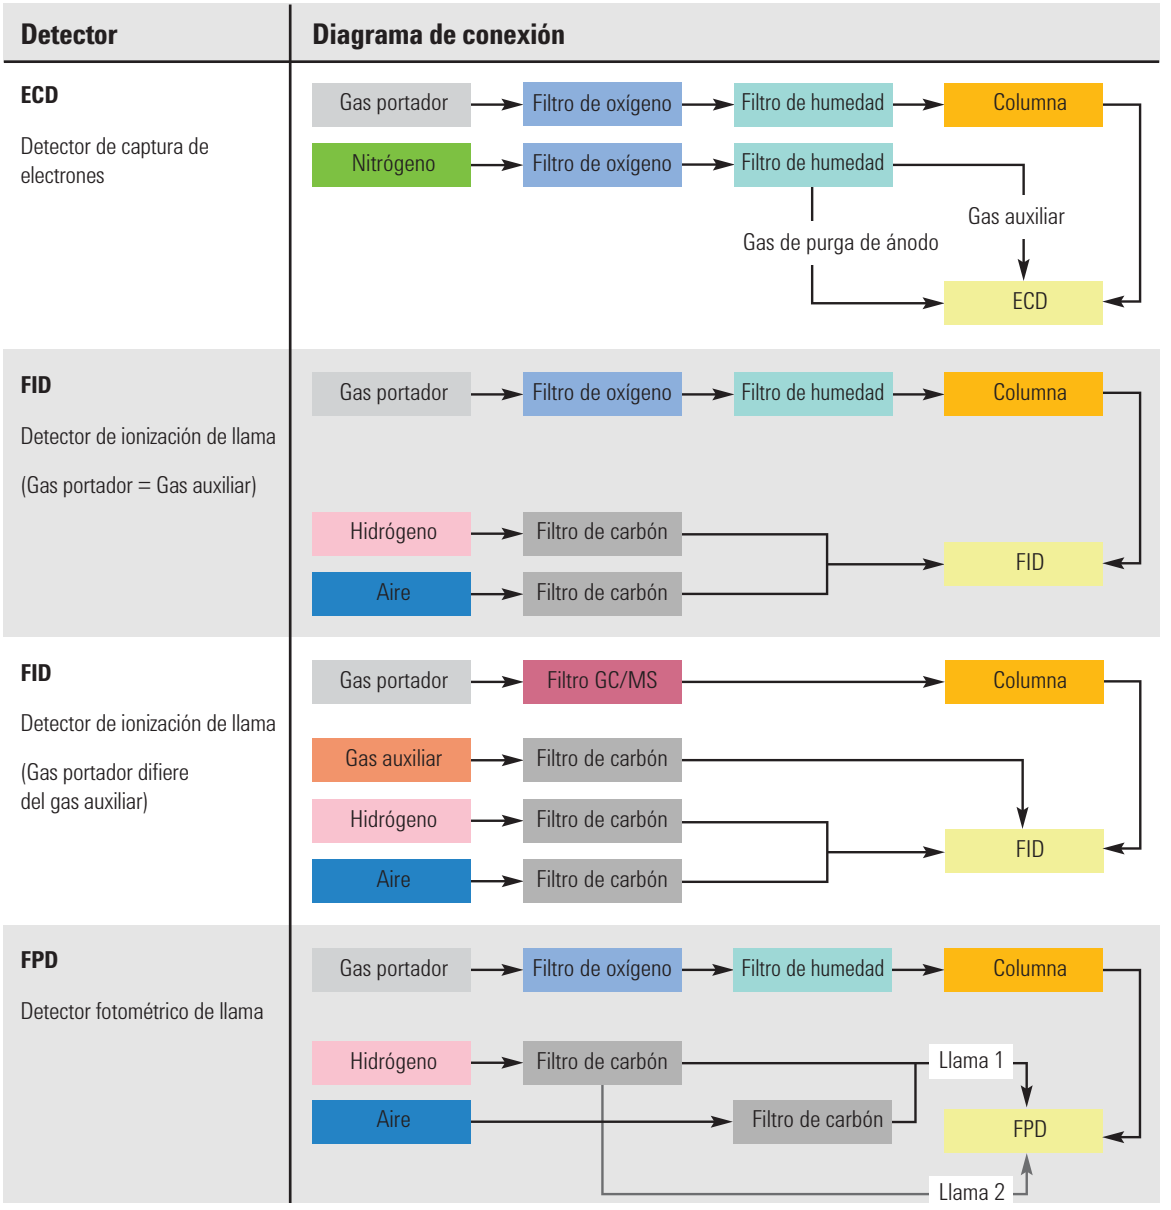 Detector
Diagrama de conexión
ECD
Detector de captura de
electrones
Gas portador
Filtro de oxígeno
Filtro de humedad
Columna
Nitrógeno
Filtro de oxígeno
Filtro de humedad
Gas auxiliar
Gas de purga de ánodo
ECD
FID
Detector de ionización de llama
(Gas portador = Gas auxiliar)
Gas portador
Filtro de oxígeno
Filtro de humedad
Columna
Hidrógeno
Filtro de carbón
FID
Aire
Filtro de carbón
FID
Detector de ionización de llama
(Gas portador difiere
del gas auxiliar)
Gas portador
Filtro GC/MS
Columna
Gas auxiliar
Filtro de carbón
Hidrógeno
Filtro de carbón
FID
Aire
Filtro de carbón
FPD
Detector fotométrico de llama
Gas portador
Filtro de oxígeno
Filtro de humedad
Columna
Hidrógeno
Filtro de carbón
Llama 1
Aire
Filtro de carbón
FPD
Llama 2